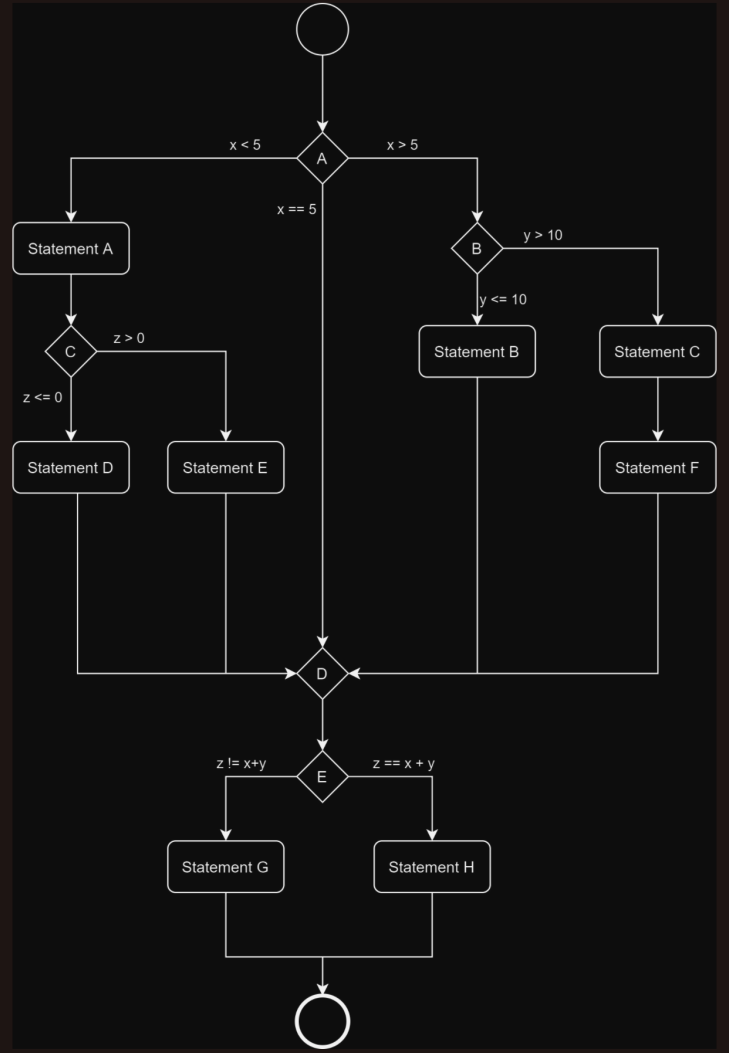 x < 5
A
x > 5
x == 5
Statement A
B
y > 10
y <= 10
C
z > 0
Statement B
Statement C
z <= 0
Statement D
Statement E
Statement F
D
z != x+y
E
z == x + y
Statement G
Statement H